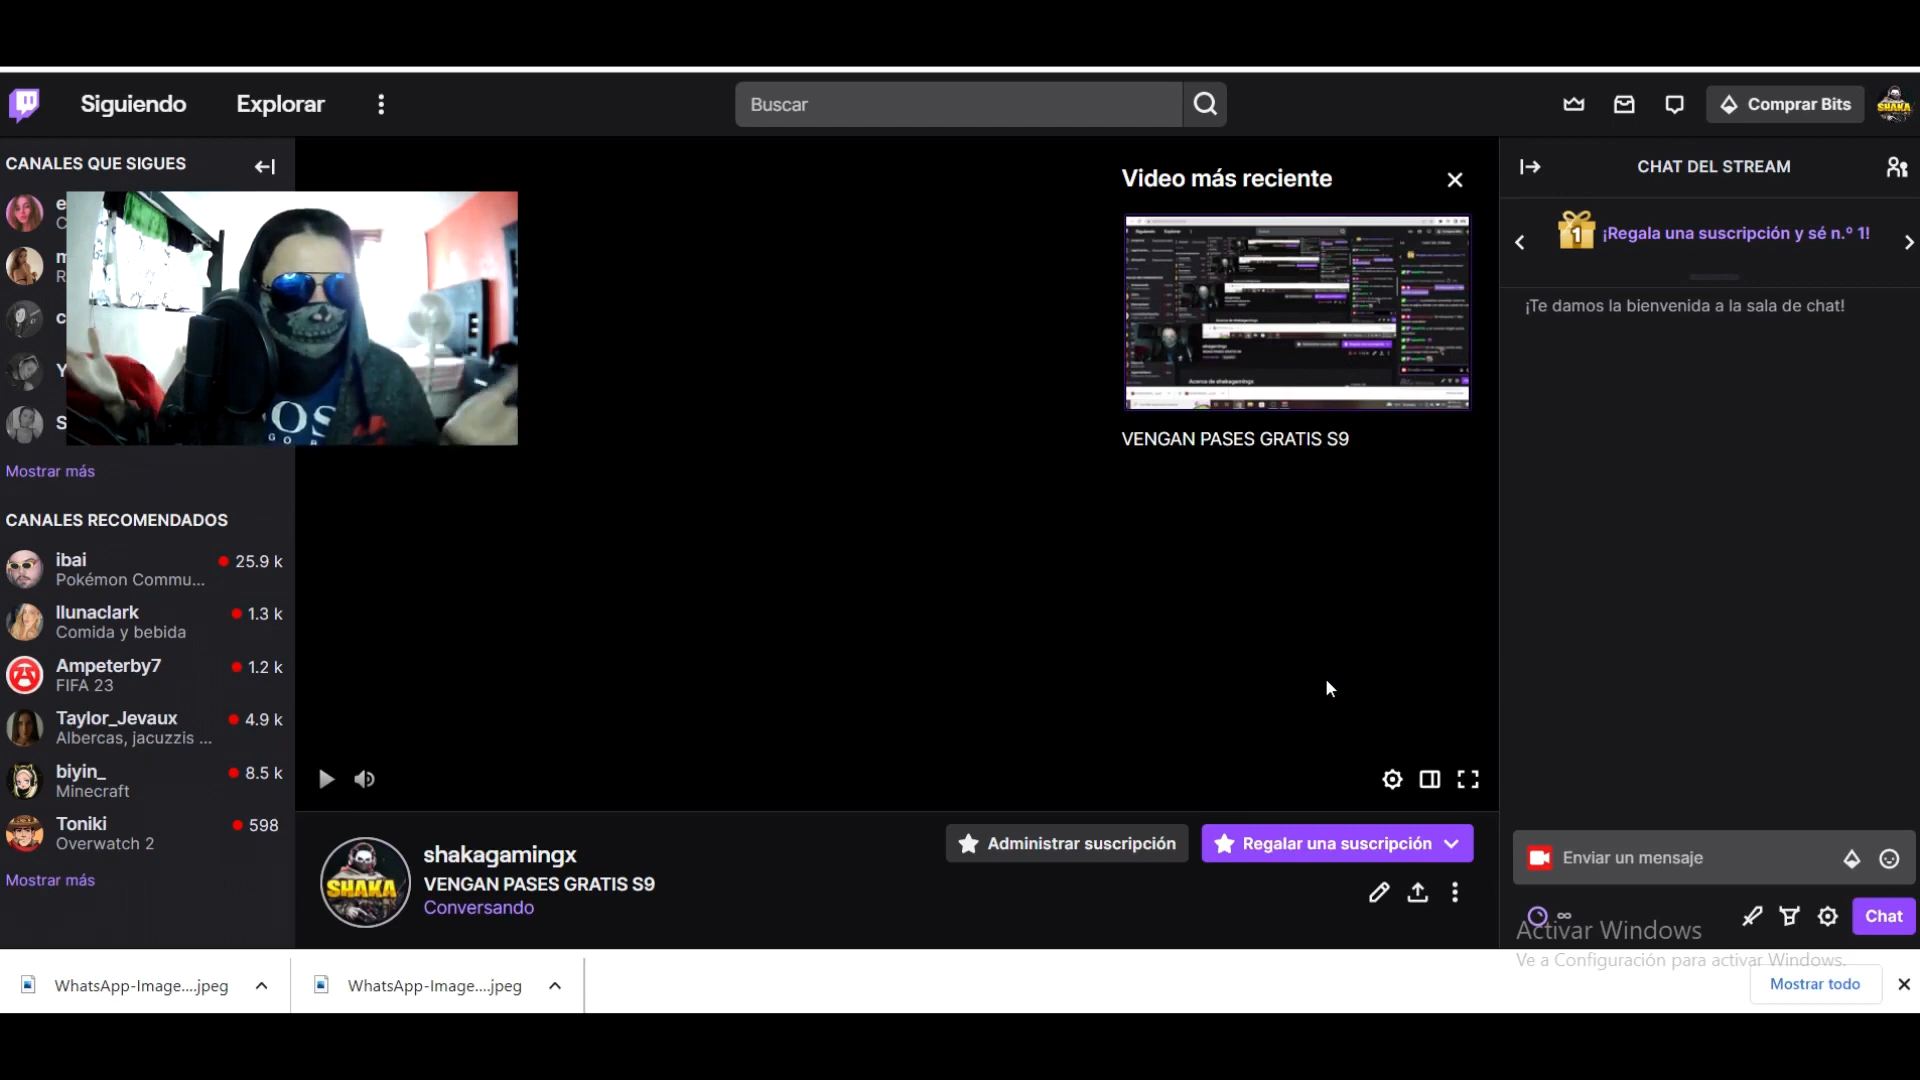 Siguiendo
Explorar
Buscar
Comprar Bits
CANALES QUE SIGUES
Mostrar más
CANALES RECOMENDADOS
ibai
25.9 k
Pokémon Commu...
llunaclark
1.3 k
Comida y bebida
Ampeterby7
1.2 k
FIFA 23
Taylor_Jevaux
4.9 k
Albercas, jacuzzis ...
biyin_
8.5 k
Minecraft
Toniki
598
Overwatch 2
Mostrar más
OS
Video más reciente
VENGAN PASES GRATIS S9
SHAKA
shakagamingx
VENGAN PASES GRATIS S9
Conversando
Administrar suscripción
Regalar una suscripción
CHAT DEL STREAM
1
¡Regala una suscripción y sé n.º 1!
¡Te damos la bienvenida a la sala de chat!
Enviar un mensaje
Chat
Activar Windows
Ve a Configuración para activar Windows.
WhatsApp-Image....jpeg
WhatsApp-Image....jpeg
Mostrar todo